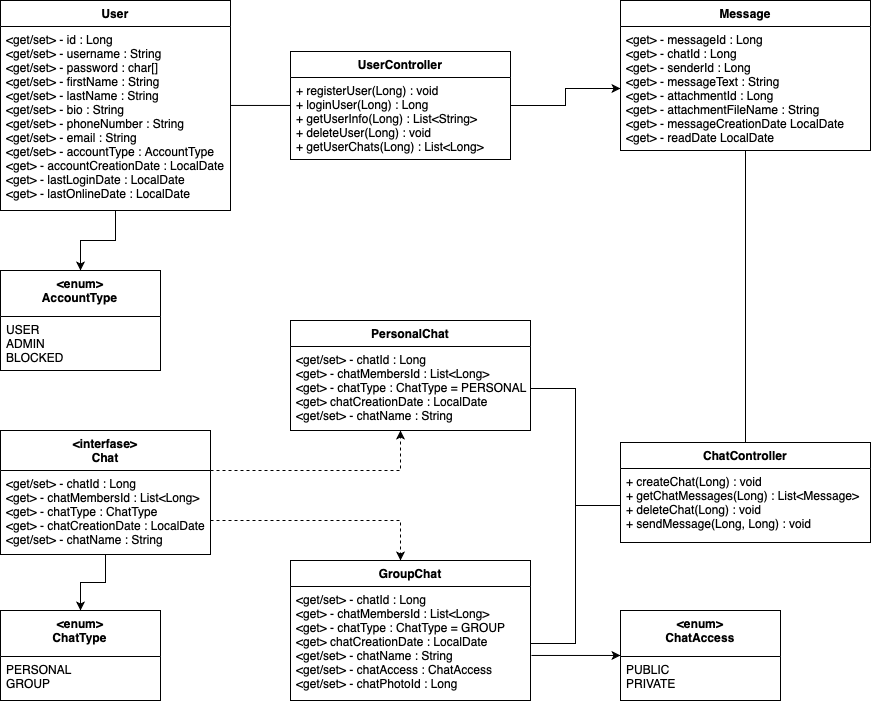 User
<get/set> - id : Long
<get/set> - username : String
<get/set> - password : char[]
<get/set> - firstName : String
<get/set> - lastName : String
<get/set> - bio : String
<get/set> - phoneNumber : String
<get/set> - email : String
<get/set> - accountType : AccountType
<get> - accountCreationDate : LocalDate
<get> - lastLoginDate : LocalDate
<get> - lastOnlineDate : LocalDate
UserController
+ registerUser(Long) : void
+ loginUser(Long) : Long
+ getUserInfo(Long) : List<String>
+ deleteUser(Long) : void
+ getUserChats(Long) : List<Long>
Message
<get> - messageId : Long
<get> - chatId : Long
<get> - senderId : Long
<get> - messageText : String
<get> - attachmentId : Long
<get> - attachmentFileName : String
<get> - messageCreationDate LocalDate
<get> - readDate LocalDate
<enum>
AccountType
USER
ADMIN
BLOCKED
PersonalChat
<get/set> - chatId : Long
<get> - chatMembersId : List<Long>
<get> - chatType : ChatType = PERSONAL
<get> chatCreationDate : LocalDate
<get/set> - chatName : String
<interfase>
Chat
<get/set> - chatId : Long
<get> - chatMembersId : List<Long>
<get> - chatType : ChatType
<get> - chatCreationDate : LocalDate
<get/set> - chatName : String
ChatController
+ createChat(Long) : void
+ getChatMessages(Long) : List<Message>
+ deleteChat(Long) : void
+ sendMessage(Long, Long) : void
<enum>
ChatType
PERSONAL
GROUP
GroupChat
<get/set> - chatId : Long
<get> - chatMembersId : List<Long>
<get> - chatType : ChatType = GROUP
<get> chatCreationDate : LocalDate
<get/set> - chatName : String
<get/set> - chatAccess : ChatAccess
<get/set> - chatPhotoId : Long
<enum>
ChatAccess
PUBLIC
PRIVATE